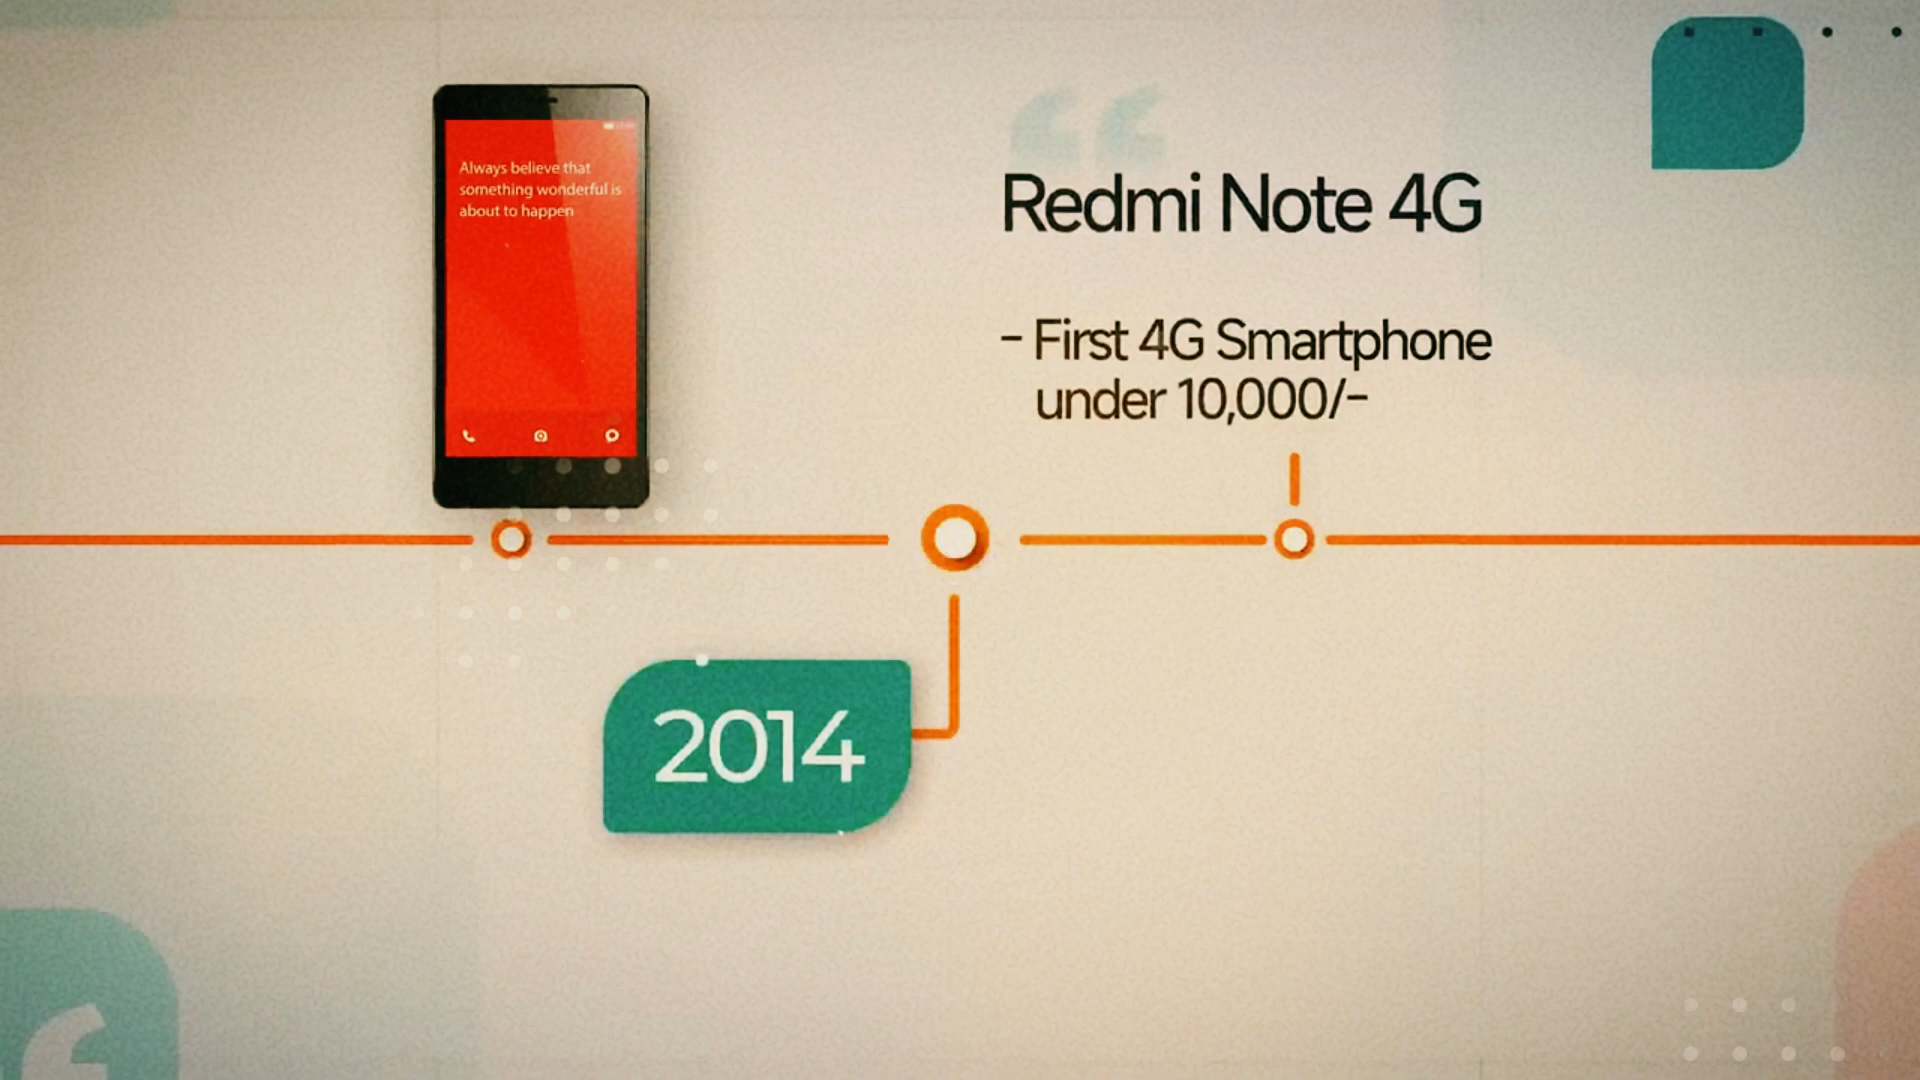 Always believe that
something wonderful is
about to happen
Redmi Note 4G
- First 4G Smartphone
under 10,000/-
2014